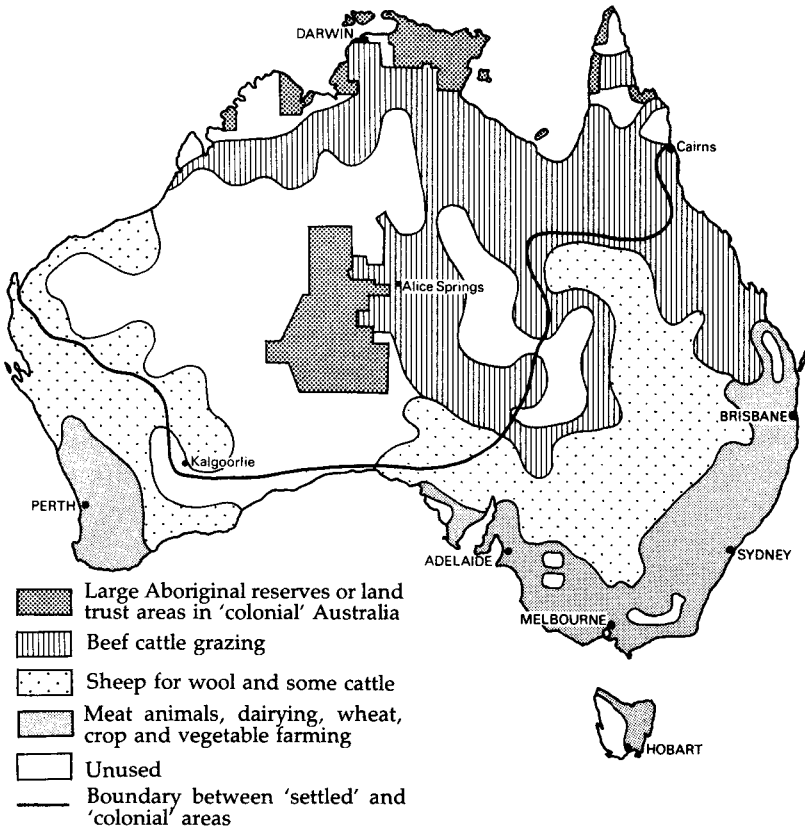 DARWIN
Cairns
Alice Springs
BRISBANE
Kalgoorlie
PERTH
ADELAIDE
SYDNEY
MELBOURNE
HOBART
Large Aboriginal reserves or land
trust areas in 'colonial' Australia
Beef cattle grazing
Sheep for wool and some cattle
Meat animals, dairying, wheat,
crop and vegetable farming
Unused
Boundary between 'settled' and
'colonial' areas